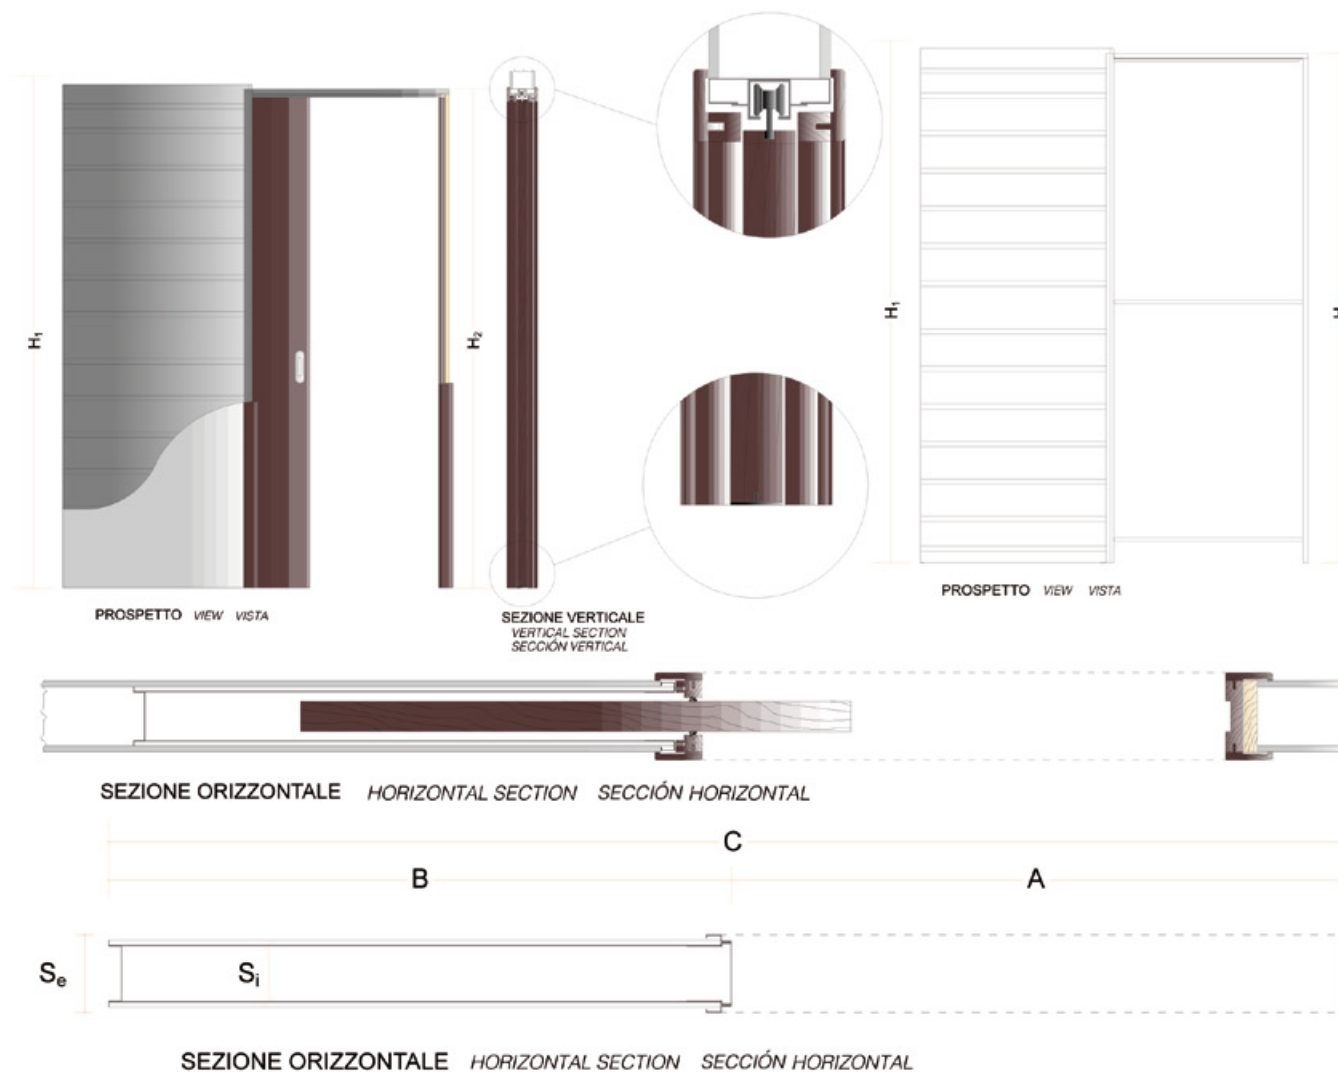 H₁
H₂
H₁
H
PROSPETTO VIEW VISTA
SEZIONE VERTICALE
VERTICAL SECTION
SECCIÓN VERTICAL
PROSPETTO VIEW VISTA
SEZIONE ORIZZONTALE HORIZONTAL SECTION SECCIÓN HORIZONTAL
C
B A
Sₑ Sᵢ
SEZIONE ORIZZONTALE HORIZONTAL SECTION SECCIÓN HORIZONTAL